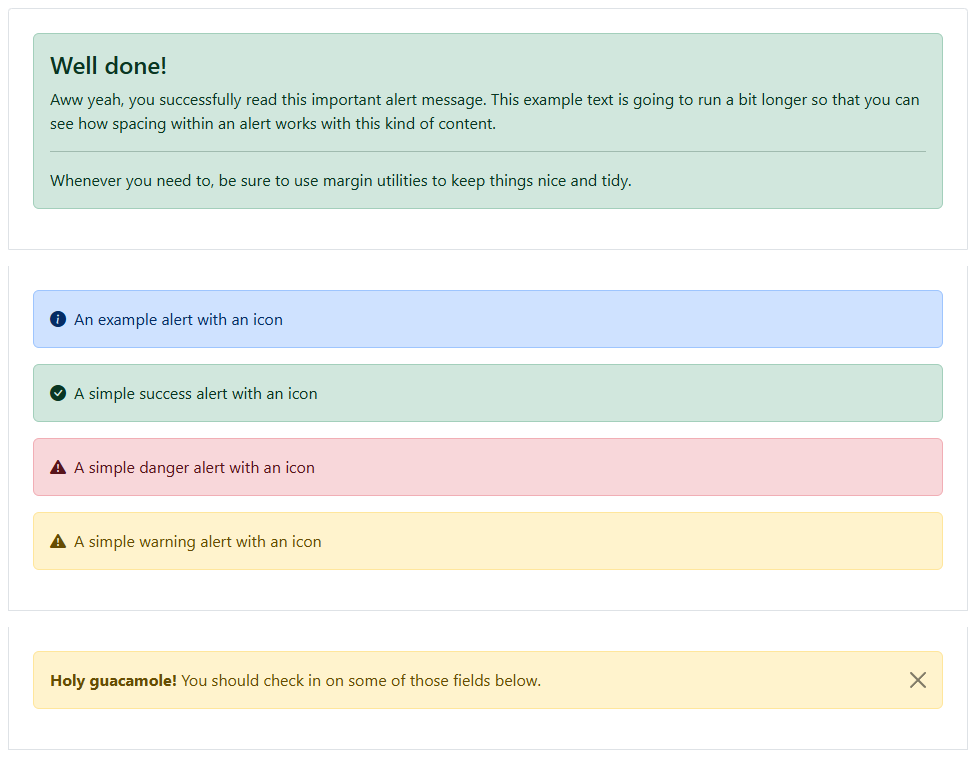 Well done!
Aww yeah, you successfully read this important alert message. This example text is going to run a bit longer so that you can
see how spacing within an alert works with this kind of content.
Whenever you need to, be sure to use margin utilities to keep things nice and tidy.
An example alert with an icon
A simple success alert with an icon
A simple danger alert with an icon
A simple warning alert with an icon
Holy guacamole! You should check in on some of those fields below.